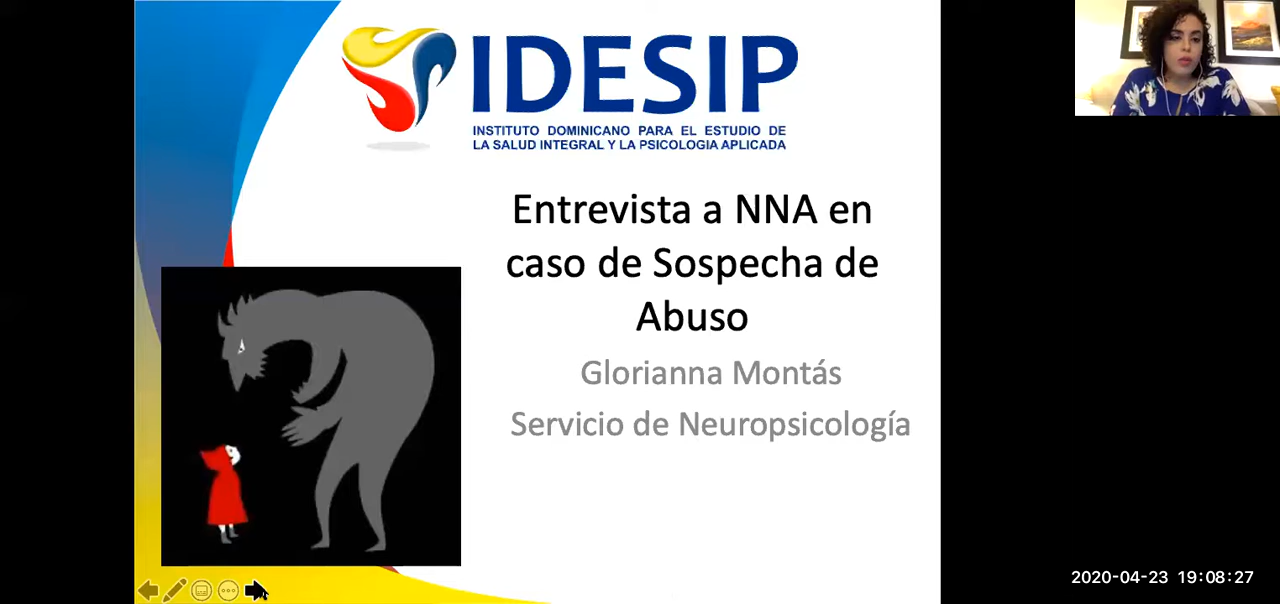 IDESIP
INSTITUTO DOMINICANO PARA EL ESTUDIO DE
LA SALUD INTEGRAL Y LA PSICOLOGIA APLICADA
Entrevista a NNA en
caso de Sospecha de
Abuso
Glorianna Montás
Servicio de Neuropsicología
2020-04-23 19:08:27